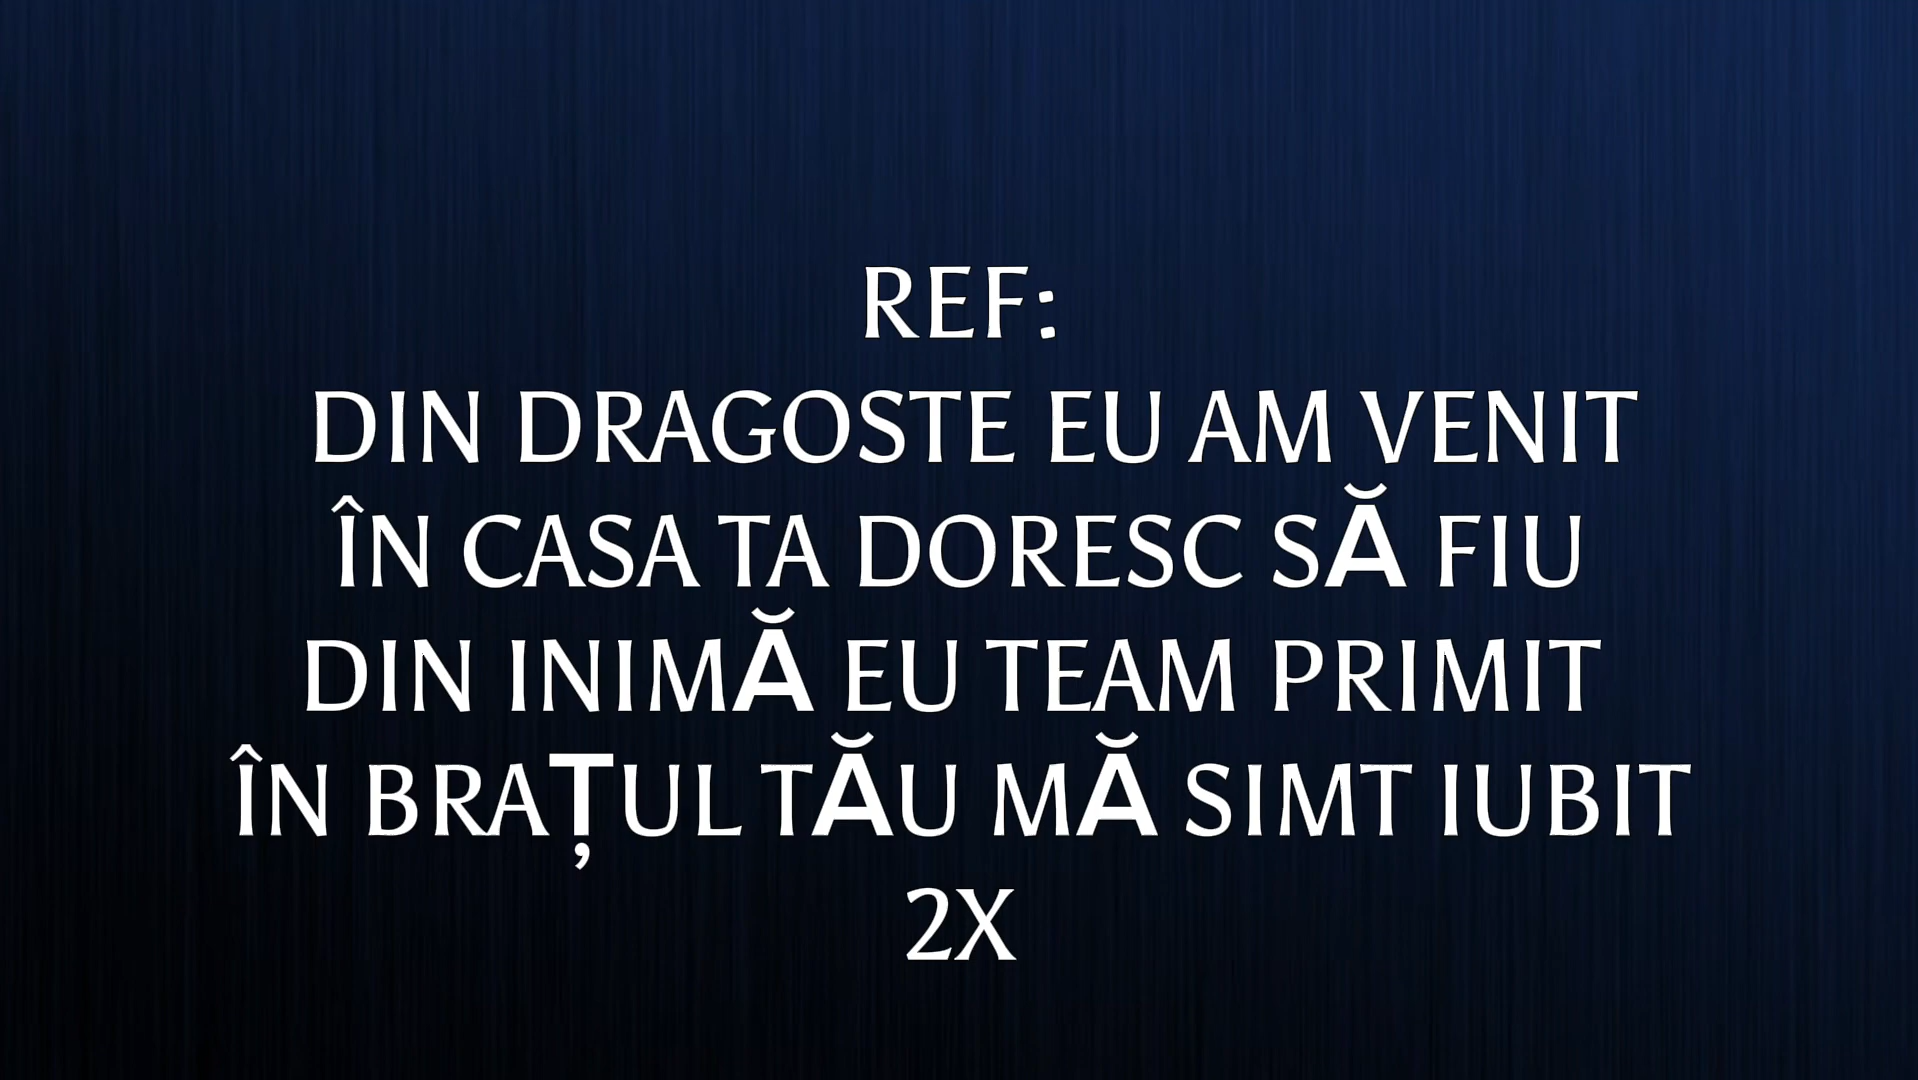 REF:
DIN DRAGOSTE EU AM VENIT
ÎN CASA TA DORESC SĂ FIU
DIN INIMĂ EU TEAM PRIMIT
ÎN BRAȚUL TĂU MĂ SIMT IUBIT
2X